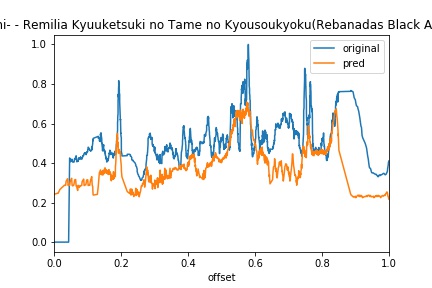 - Remilia Kyuuketsuki no Tame no Kyousoukyoku(Rebanadas Black
original
pred
1.0
0.8
0.6
0.4
0.2
0.0
0.0 0.2 0.4 0.6 0.8 1.0
offset